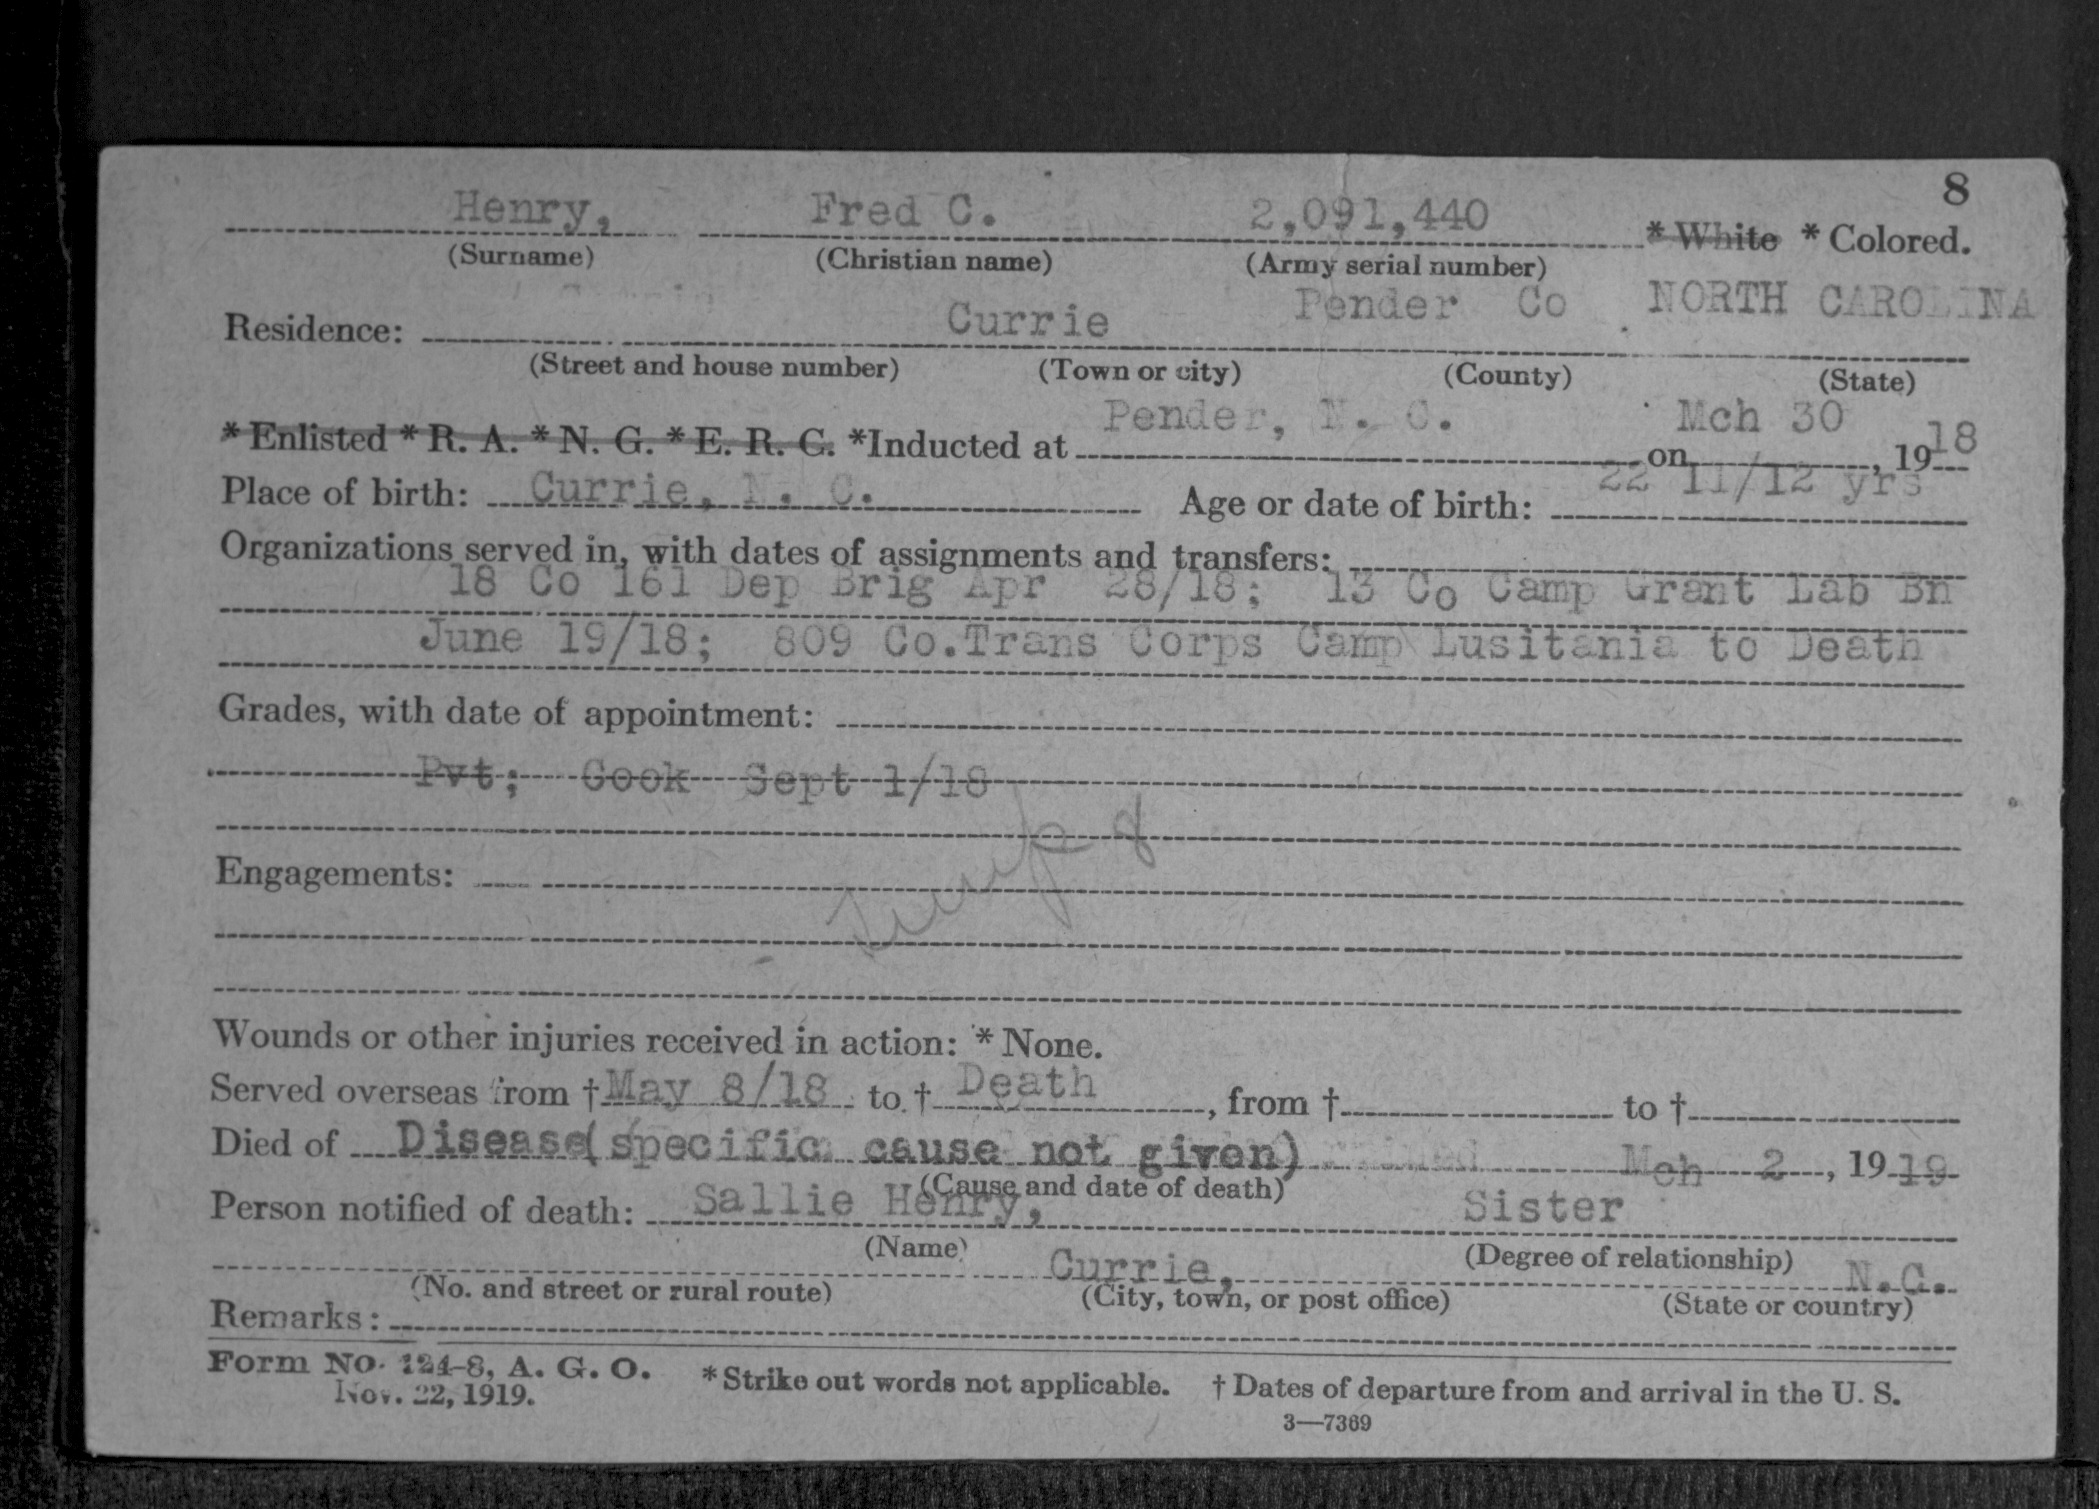 8
Henry, Fred C. 2,091,440 * White * Colored.
(Surname) (Christian name) (Army serial number)
Residence: Currie Pender Co NORTH CAROLINA
(Street and house number) (Town or city) (County) (State)
* Enlisted * R. A. * N. G. * E. R. C. *Inducted at Pender, N. C. on Mch 30, 1918
Place of birth: Currie, N. C. Age or date of birth: 22 11/12 yrs
Organizations served in, with dates of assignments and transfers:
18 Co 161 Dep Brig Apr 28/18; 13 Co Camp Grant Lab Bn
June 19/18; 809 Co.Trans Corps Camp Lusitania to Death
Grades, with date of appointment:
Pvt; Cook Sept 1/18
Engagements:
Wounds or other injuries received in action: * None.
Served overseas from † May 8/18 to † Death, from † to †
Died of Disease(specific cause not given) Mch 2, 1919
(Cause and date of death)
Person notified of death: Sallie Henry, Sister
(Name) (Degree of relationship)
Currie, N.C.
(No. and street or rural route) (City, town, or post office) (State or country)
Remarks:
Form No. 124-8, A. G. O. * Strike out words not applicable. † Dates of departure from and arrival in the U. S.
Nov. 22, 1919.
3—7369